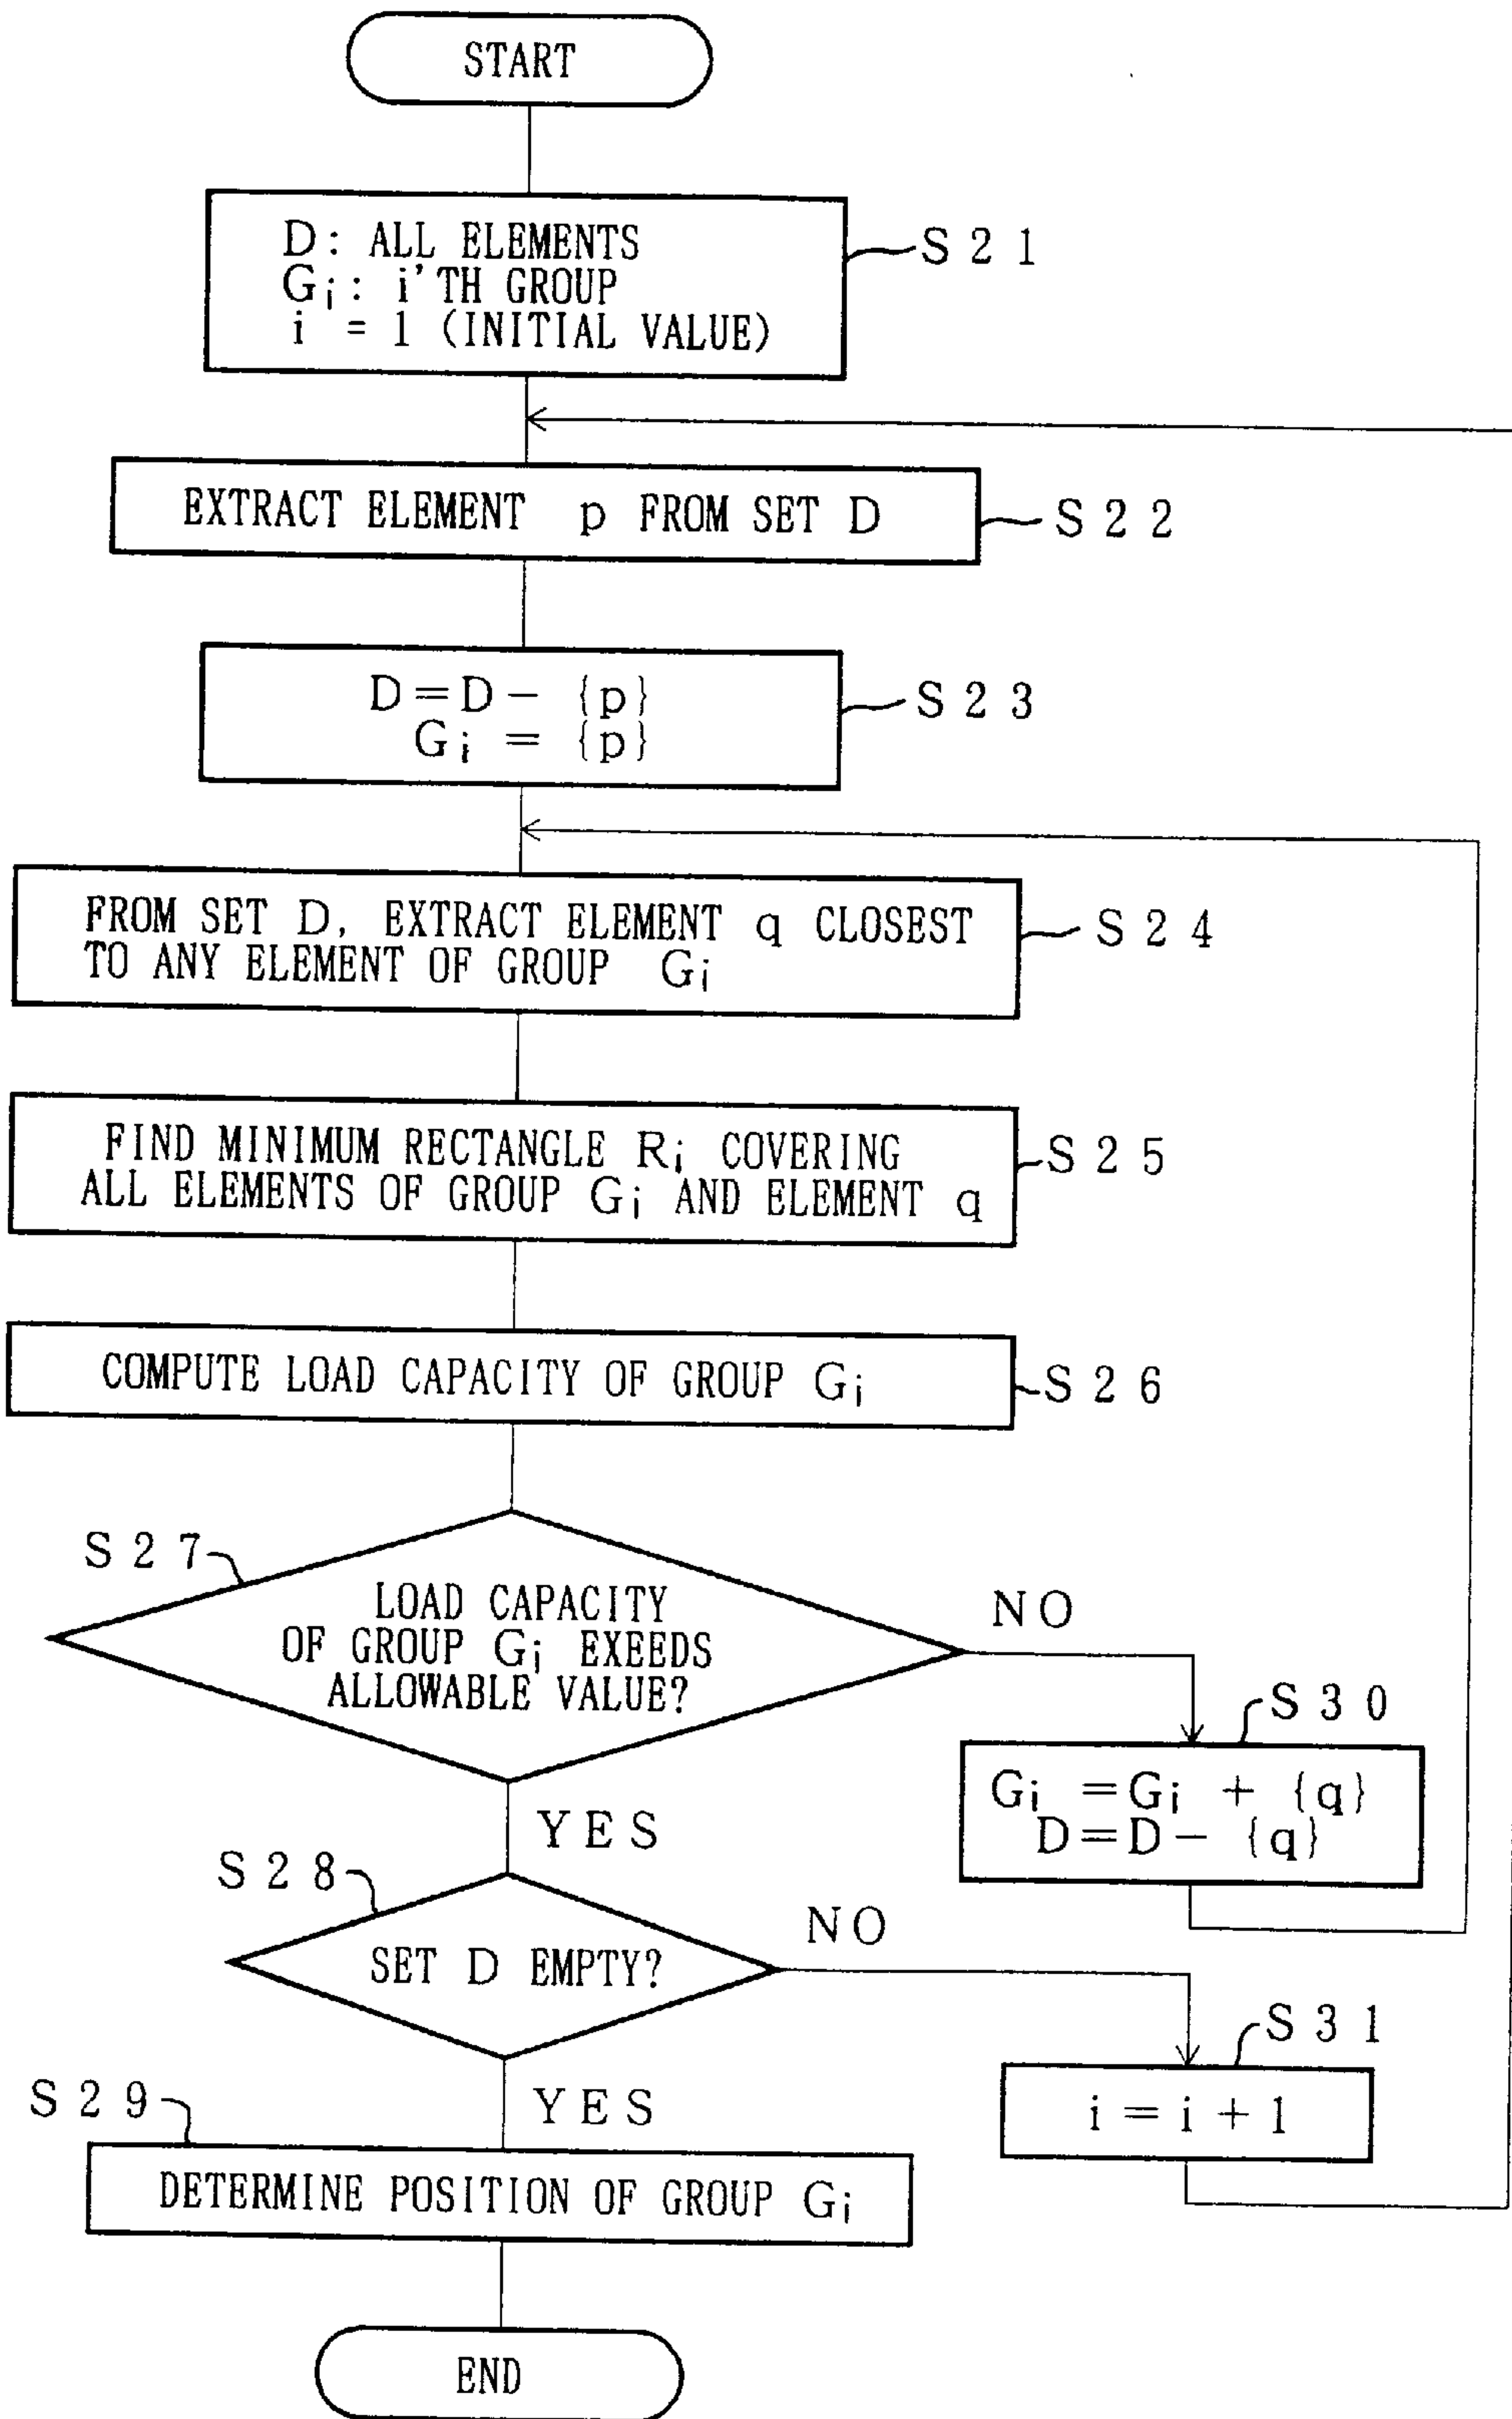 START
D: ALL ELEMENTS
Gi: i'TH GROUP
i = 1 (INITIAL VALUE)
S21
EXTRACT ELEMENT p FROM SET D
S22
D=D- {p}
Gi = {p}
S23
FROM SET D, EXTRACT ELEMENT q CLOSEST
TO ANY ELEMENT OF GROUP Gi
S24
FIND MINIMUM RECTANGLE Ri COVERING
ALL ELEMENTS OF GROUP Gi AND ELEMENT q
S25
COMPUTE LOAD CAPACITY OF GROUP Gi
S26
S27
LOAD CAPACITY
OF GROUP Gi EXEEDS
ALLOWABLE VALUE?
NO
S30
Gi =Gi + {q}
D=D- {q}
YES
S28
SET D EMPTY?
NO
S31
i = i + 1
YES
S29
DETERMINE POSITION OF GROUP Gi
END